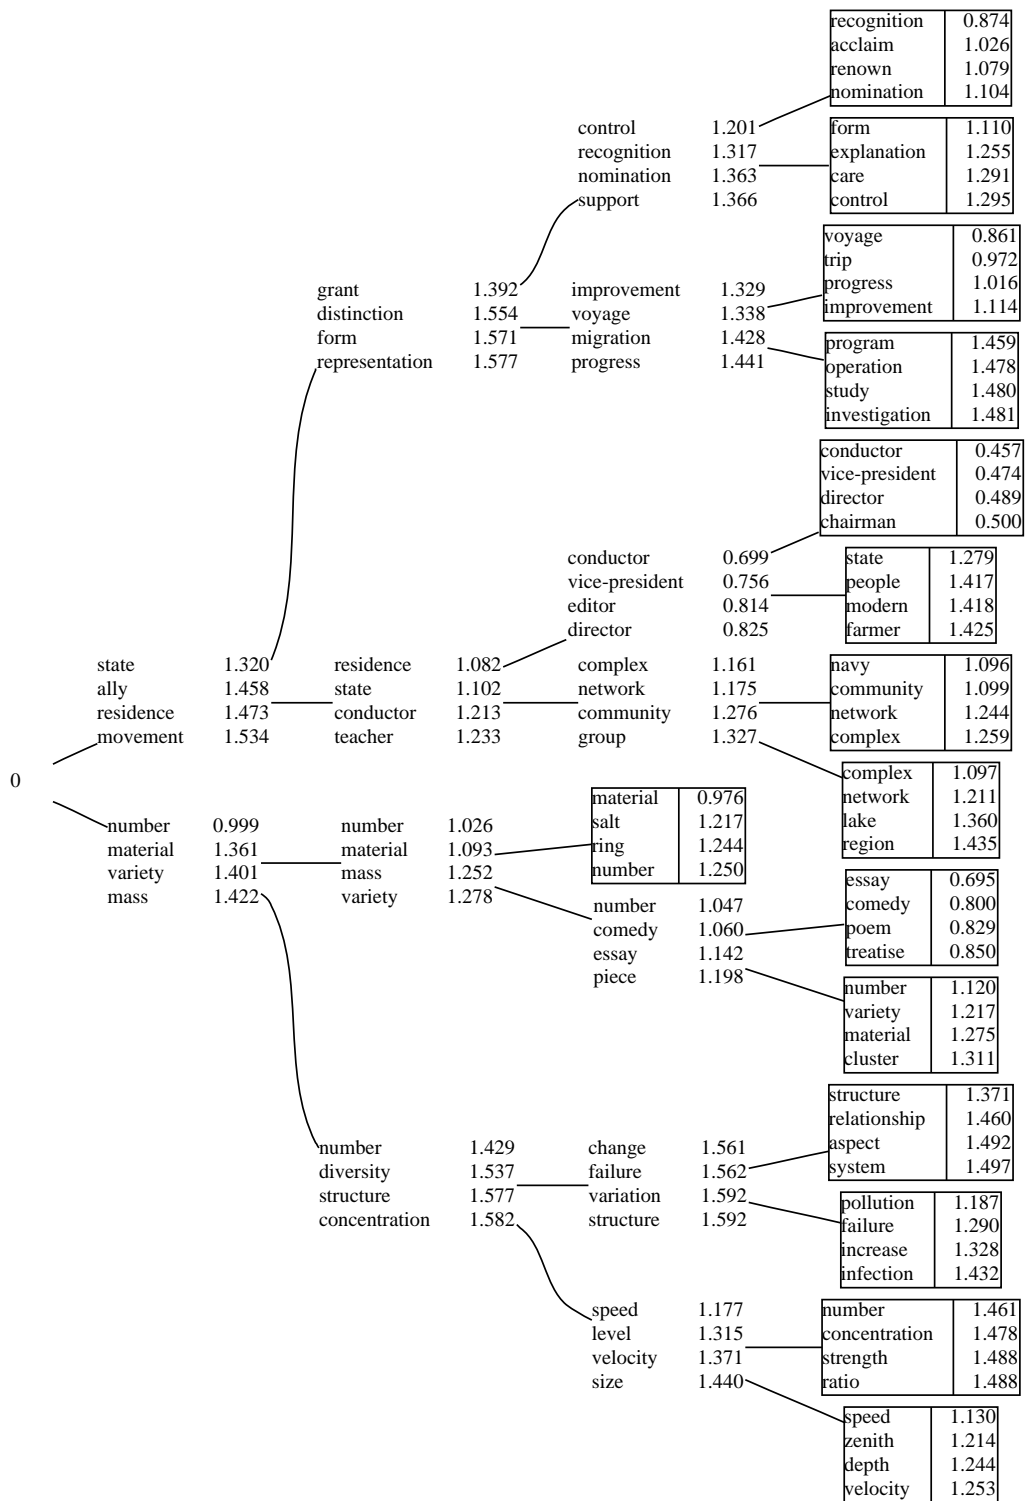 recognition 0.874
acclaim 1.026
renown 1.079
nomination 1.104
control 1.201
recognition 1.317
nomination 1.363
support 1.366
form 1.110
explanation 1.255
care 1.291
control 1.295
voyage 0.861
trip 0.972
progress 1.016
improvement 1.114
grant 1.392
distinction 1.554
form 1.571
representation 1.577
improvement 1.329
voyage 1.338
migration 1.428
progress 1.441
program 1.459
operation 1.478
study 1.480
investigation 1.481
conductor 0.457
vice-president 0.474
director 0.489
chairman 0.500
conductor 0.699
vice-president 0.756
editor 0.814
director 0.825
state 1.279
people 1.417
modern 1.418
farmer 1.425
state 1.320
ally 1.458
residence 1.473
movement 1.534
residence 1.082
state 1.102
conductor 1.213
teacher 1.233
complex 1.161
network 1.175
community 1.276
group 1.327
navy 1.096
community 1.099
network 1.244
complex 1.259
0
complex 1.097
network 1.211
lake 1.360
region 1.435
number 0.999
material 1.361
variety 1.401
mass 1.422
number 1.026
material 1.093
mass 1.252
variety 1.278
material 0.976
salt 1.217
ring 1.244
number 1.250
number 1.047
comedy 1.060
essay 1.142
piece 1.198
essay 0.695
comedy 0.800
poem 0.829
treatise 0.850
number 1.120
variety 1.217
material 1.275
cluster 1.311
number 1.429
diversity 1.537
structure 1.577
concentration 1.582
change 1.561
failure 1.562
variation 1.592
structure 1.592
structure 1.371
relationship 1.460
aspect 1.492
system 1.497
pollution 1.187
failure 1.290
increase 1.328
infection 1.432
speed 1.177
level 1.315
velocity 1.371
size 1.440
number 1.461
concentration 1.478
strength 1.488
ratio 1.488
speed 1.130
zenith 1.214
depth 1.244
velocity 1.253